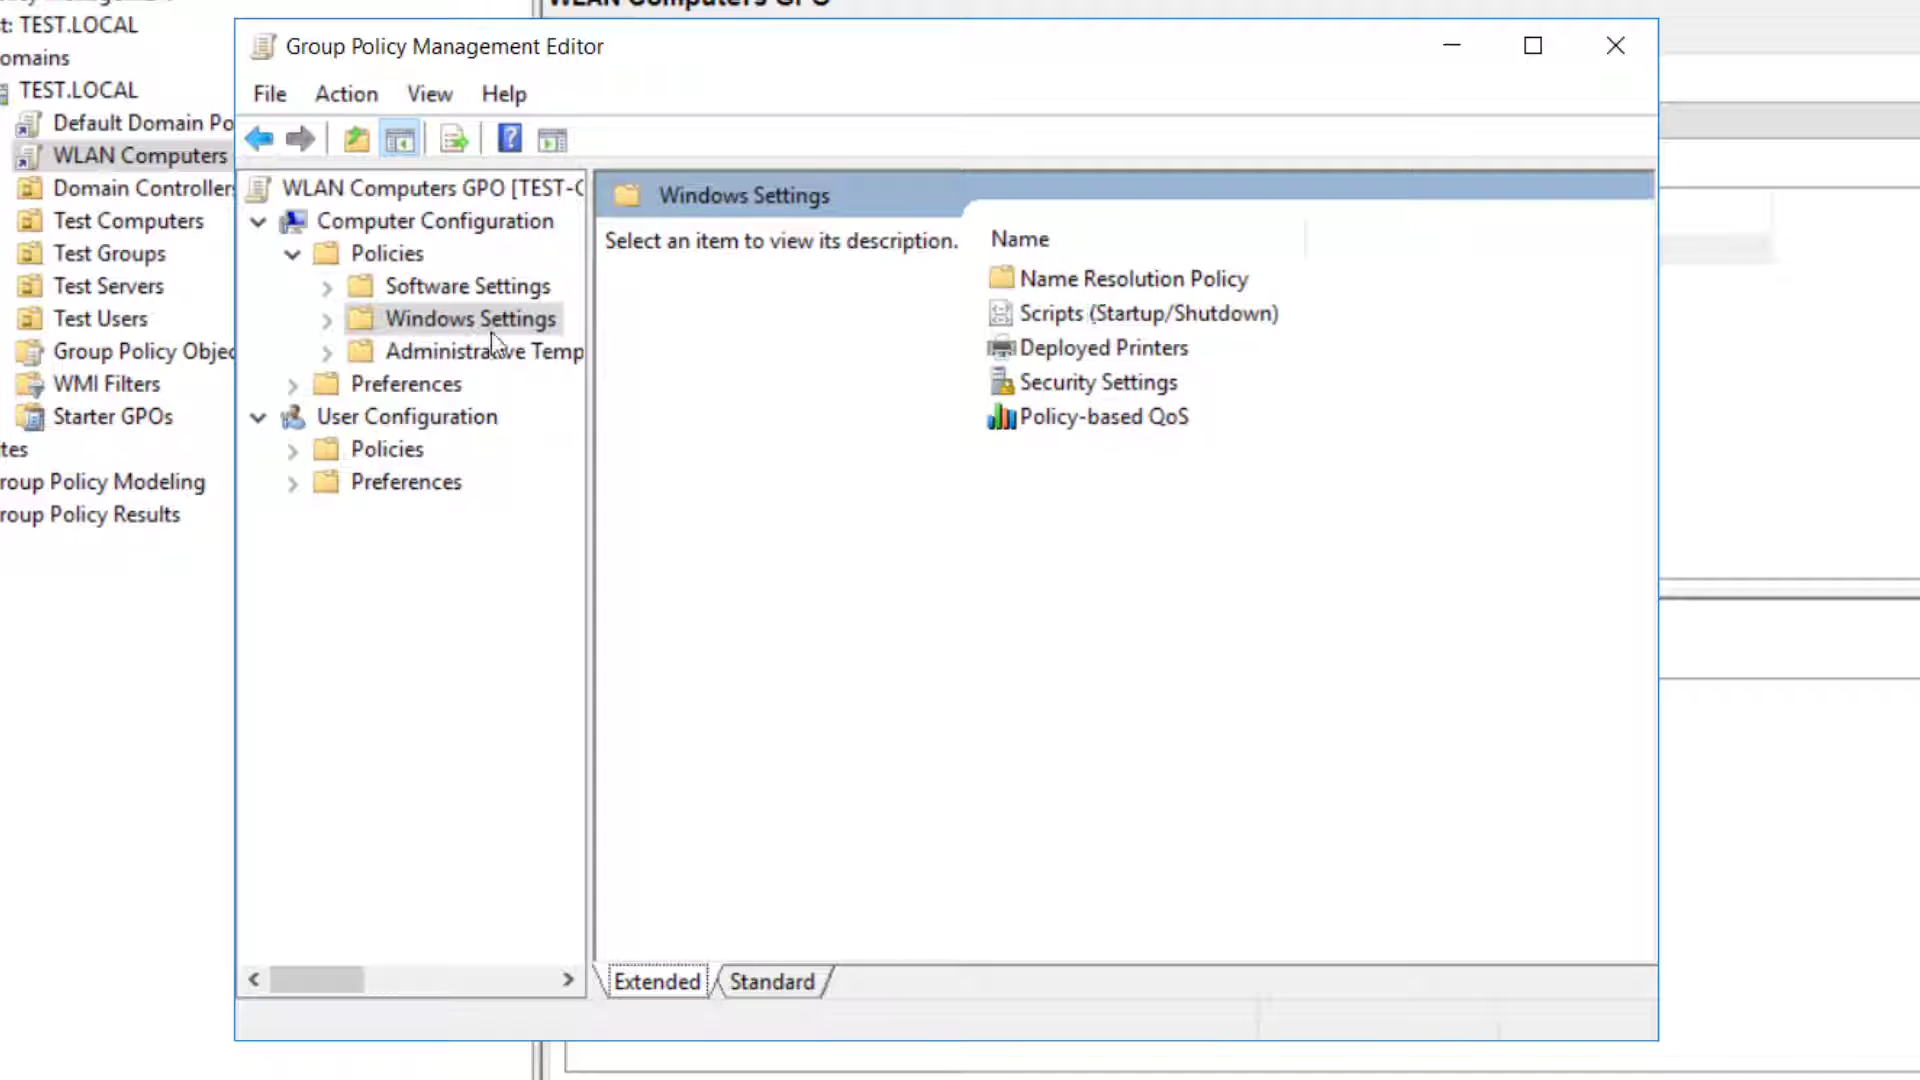 WLAN Computers GPO
t: TEST.LOCAL
omains
TEST.LOCAL
Default Domain Po
WLAN Computers
Domain Controller
Test Computers
Test Groups
Test Servers
Test Users
Group Policy Objec
WMI Filters
Starter GPOs
tes
roup Policy Modeling
roup Policy Results
Group Policy Management Editor
File Action View Help
WLAN Computers GPO [TEST-C
Computer Configuration
Policies
Software Settings
Windows Settings
Administrative Temp
Preferences
User Configuration
Policies
Preferences
Windows Settings
Select an item to view its description.
Name
Name Resolution Policy
Scripts (Startup/Shutdown)
Deployed Printers
Security Settings
Policy-based QoS
Extended Standard